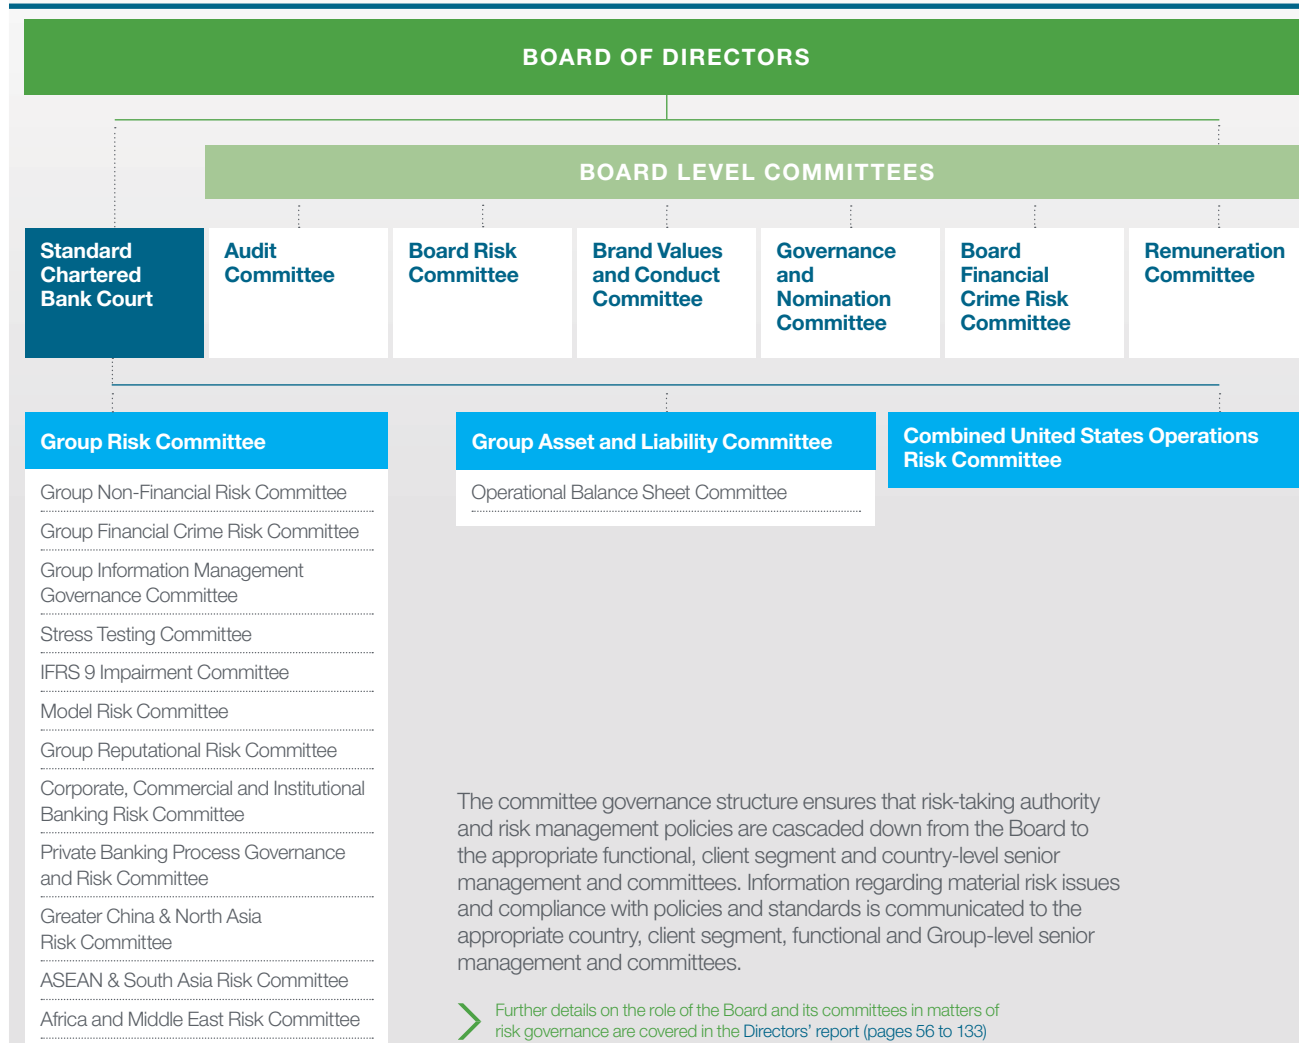 BOARD OF DIRECTORS
BOARD LEVEL COMMITTEES
Standard
Chartered
Bank Court
Audit
Committee
Board Risk
Committee
Brand Values
and Conduct
Committee
Governance
and
Nomination
Committee
Board
Financial
Crime Risk
Committee
Remuneration
Committee
Group Risk Committee
Group Non-Financial Risk Committee
Group Financial Crime Risk Committee
Group Information Management
Governance Committee
Stress Testing Committee
IFRS 9 Impairment Committee
Model Risk Committee
Group Reputational Risk Committee
Corporate, Commercial and Institutional
Banking Risk Committee
Private Banking Process Governance
and Risk Committee
Greater China & North Asia
Risk Committee
ASEAN & South Asia Risk Committee
Africa and Middle East Risk Committee
Group Asset and Liability Committee
Operational Balance Sheet Committee
Combined United States Operations
Risk Committee
The committee governance structure ensures that risk-taking authority
and risk management policies are cascaded down from the Board to
the appropriate functional, client segment and country-level senior
management and committees. Information regarding material risk issues
and compliance with policies and standards is communicated to the
appropriate country, client segment, functional and Group-level senior
management and committees.
Further details on the role of the Board and its committees in matters of
risk governance are covered in the Directors' report (pages 56 to 133)